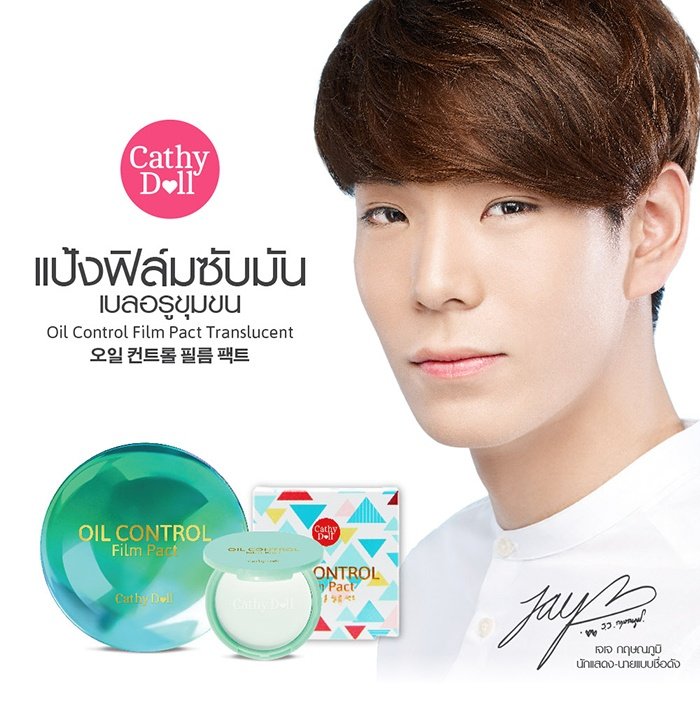 Cathy
Doll
แป้งฟิล์มซับมัน
เบลอรูขุมขน
Oil Control Film Pact Translucent
오일 컨트롤 필름 팩트
OIL CONTROL
Film Pact
Cathy Doll
OIL CONTROL
Film Pact
Cathy Doll
Cathy Doll
Cathy
Doll
CONTROL
Pact
Jay
เจเจ กฤษณภูมิ
นักแสดง-นายแบบชื่อดัง